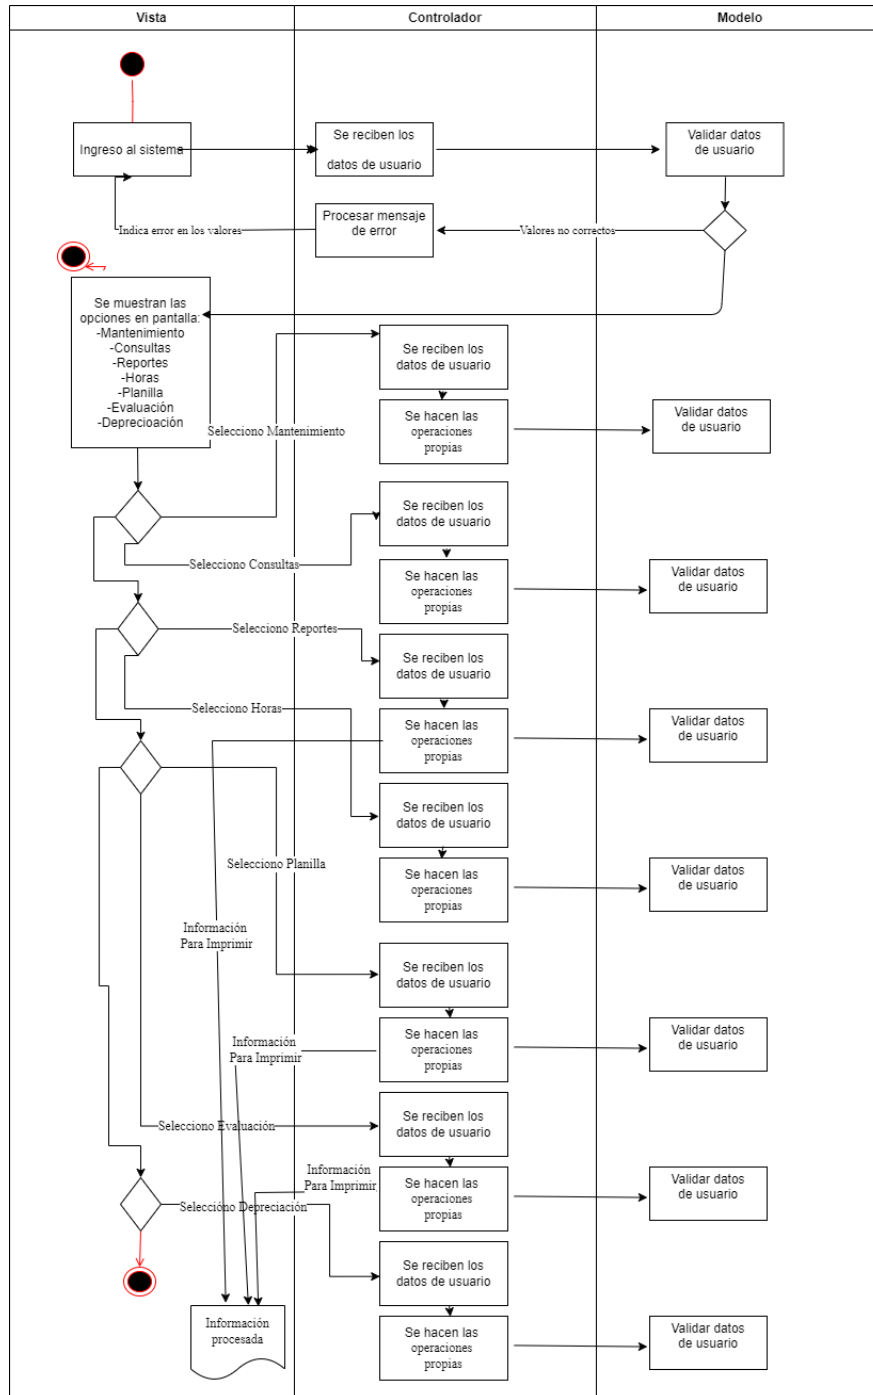 Vista
Controlador
Modelo
Ingreso al sistema
Se reciben los
datos de usuario
Validar datos
de usuario
Procesar mensaje
de error
Indica error en los valores
Valores no correctos
Se muestran las
opciones en pantalla:
-Mantenimiento
-Consultas
-Reportes
-Horas
-Planilla
-Evaluación
-Deprecioación
Se reciben los
datos de usuario
Selecciono Mantenimiento
Se hacen las
operaciones
propias
Validar datos
de usuario
Se reciben los
datos de usuario
Selecciono Consultas
Se hacen las
operaciones
propias
Validar datos
de usuario
Selecciono Reportes
Se reciben los
datos de usuario
Selecciono Horas
Se hacen las
operaciones
propias
Validar datos
de usuario
Se reciben los
datos de usuario
Selecciono Planilla
Se hacen las
operaciones
propias
Validar datos
de usuario
Información
Para Imprimir
Se reciben los
datos de usuario
Información
Para Imprimir
Se hacen las
operaciones
propias
Validar datos
de usuario
Selecciono Evaluación
Se reciben los
datos de usuario
Información
Para Imprimir
Se hacen las
operaciones
propias
Validar datos
de usuario
Selecciono Depreciación
Se reciben los
datos de usuario
Información
procesada
Se hacen las
operaciones
propias
Validar datos
de usuario